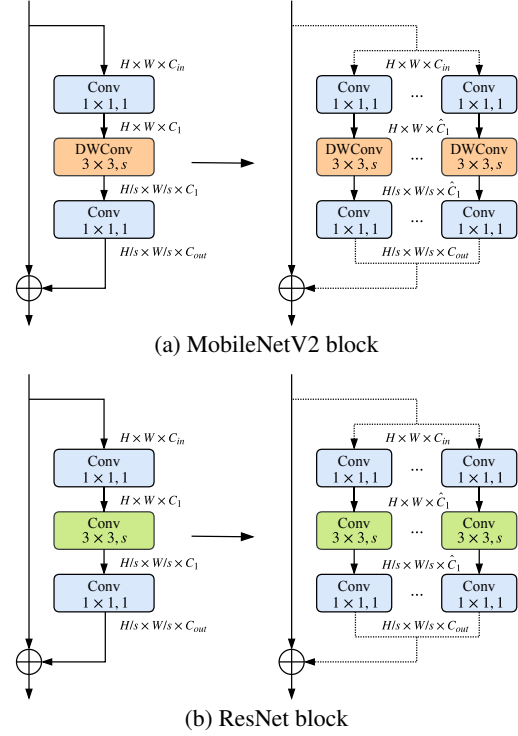 H × W × C_in
Conv
1 × 1, 1
H × W × C_1
DWConv
3 × 3, s
H/s × W/s × C_1
Conv
1 × 1, 1
H/s × W/s × C_out
H × W × C_in
Conv
1 × 1, 1
...
Conv
1 × 1, 1
H × W × Ĉ_1
DWConv
3 × 3, s
...
DWConv
3 × 3, s
H/s × W/s × Ĉ_1
Conv
1 × 1, 1
...
Conv
1 × 1, 1
H/s × W/s × C_out
(a) MobileNetV2 block
H × W × C_in
Conv
1 × 1, 1
H × W × C_1
Conv
3 × 3, s
H/s × W/s × C_1
Conv
1 × 1, 1
H/s × W/s × C_out
H × W × C_in
Conv
1 × 1, 1
...
Conv
1 × 1, 1
H × W × Ĉ_1
Conv
3 × 3, s
...
Conv
3 × 3, s
H/s × W/s × Ĉ_1
Conv
1 × 1, 1
...
Conv
1 × 1, 1
H/s × W/s × C_out
(b) ResNet block